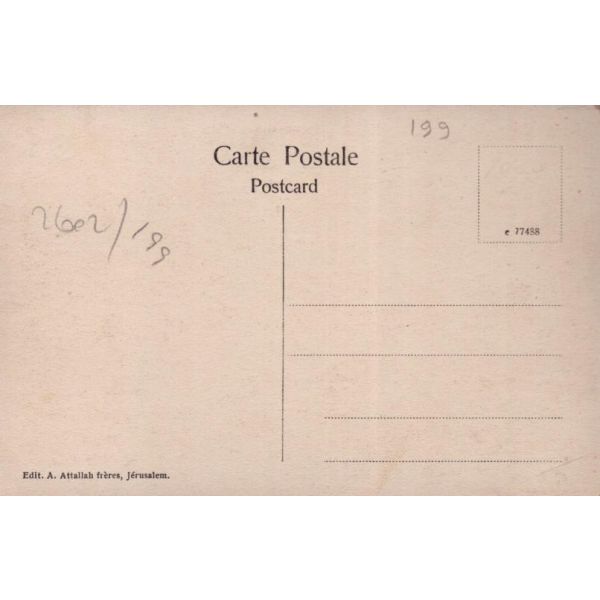 199
Carte Postale
Postcard
2602/199
e 77488
Edit. A. Attallah frères, Jérusalem.